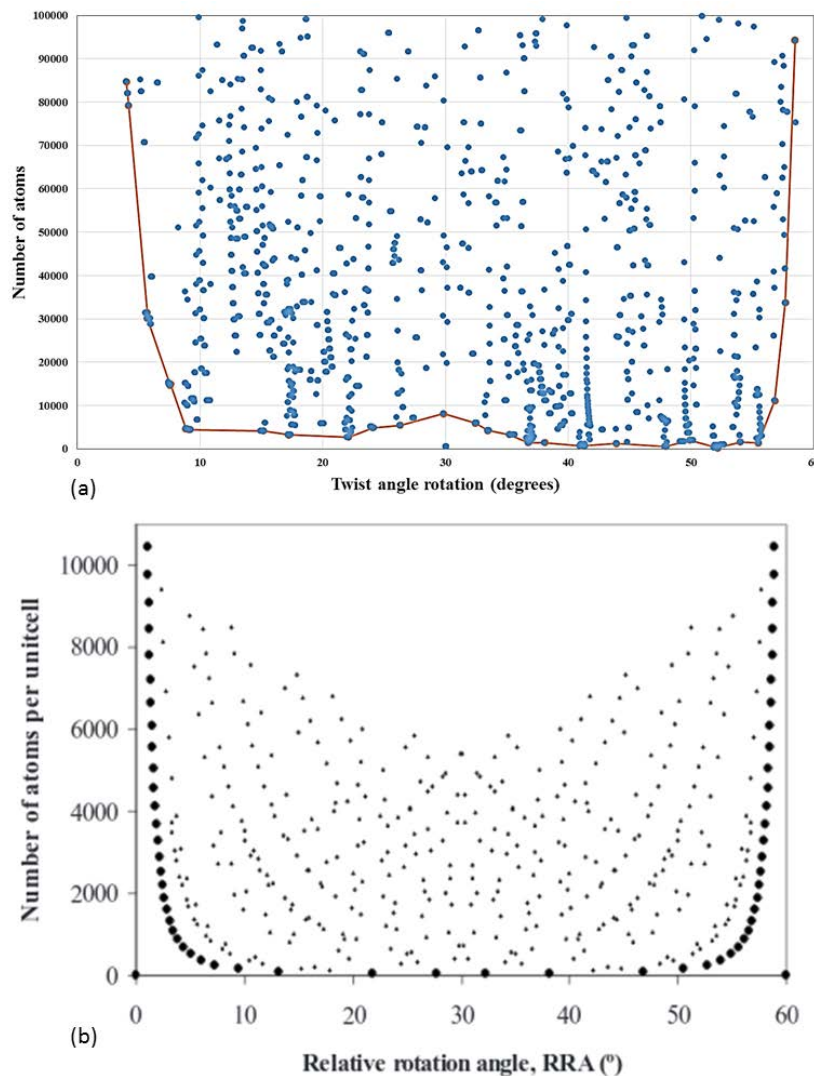 100000
90000
80000
70000
60000
50000
40000
30000
20000
10000
0
Number of atoms
10 20 30 40 50 60
Twist angle rotation (degrees)
(a)
10000
8000
6000
4000
2000
0
Number of atoms per unitcell
0 10 20 30 40 50 60
(b)
Relative rotation angle, RRA (º)